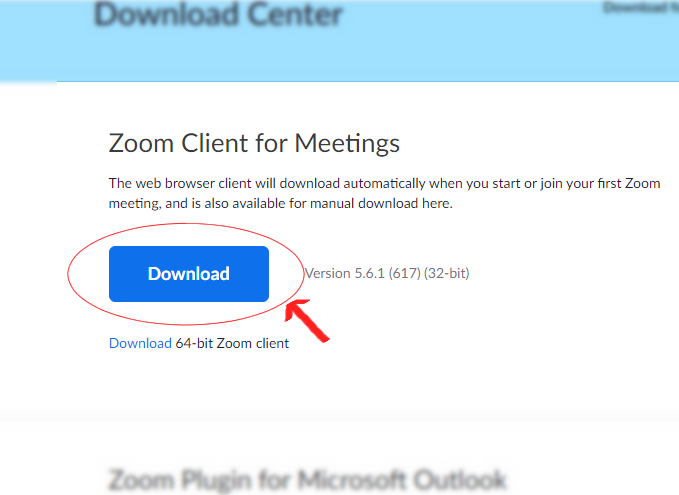 Download Center
Download f
Zoom Client for Meetings
The web browser client will download automatically when you start or join your first Zoom
meeting, and is also available for manual download here.
Download
Version 5.6.1 (617) (32-bit)
Download 64-bit Zoom client
Zoom Plugin for Microsoft Outlook